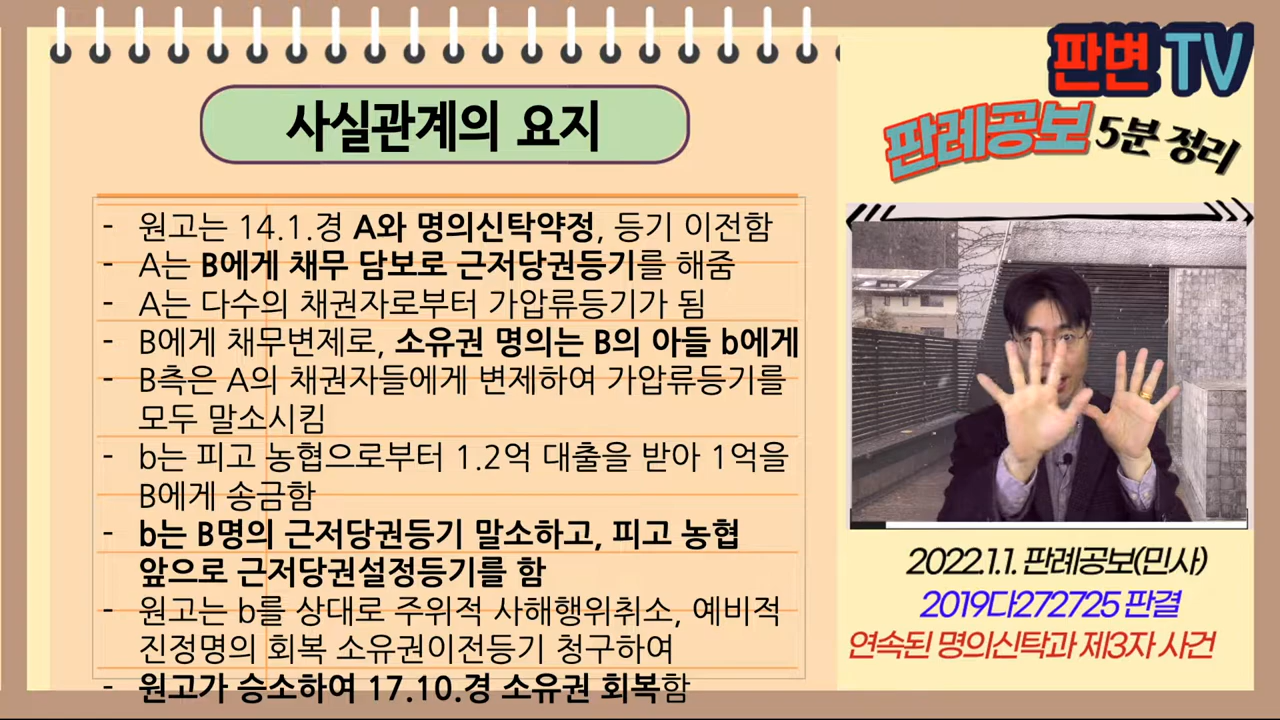 사실관계의 요지
- 원고는 14.1.경 A와 명의신탁약정, 등기 이전함
- A는 B에게 채무 담보로 근저당권등기를 해줌
- A는 다수의 채권자로부터 가압류등기가 됨
- B에게 채무변제로, 소유권 명의는 B의 아들 b에게
- B측은 A의 채권자들에게 변제하여 가압류등기를
모두 말소시킴
- b는 피고 농협으로부터 1.2억 대출을 받아 1억을
B에게 송금함
- b는 B명의 근저당권등기 말소하고, 피고 농협
앞으로 근저당권설정등기를 함
- 원고는 b를 상대로 주위적 사해행위취소, 예비적
진정명의 회복 소유권이전등기 청구하여
- 원고가 승소하여 17.10.경 소유권 회복함
판변 TV
판례공보 5분 정리
2022.1.1. 판례공보(민사)
2019다272725 판결
연속된 명의신탁과 제3자 사건